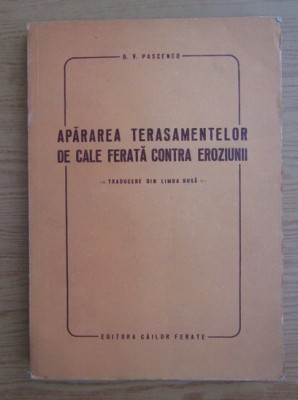 G. V. PASCENCO
APĂRAREA TERASAMENTELOR
DE CALE FERATĂ CONTRA EROZIUNII
TRADUCERE DIN LIMBA RUSĂ
EDITURA CĂILOR FERATE